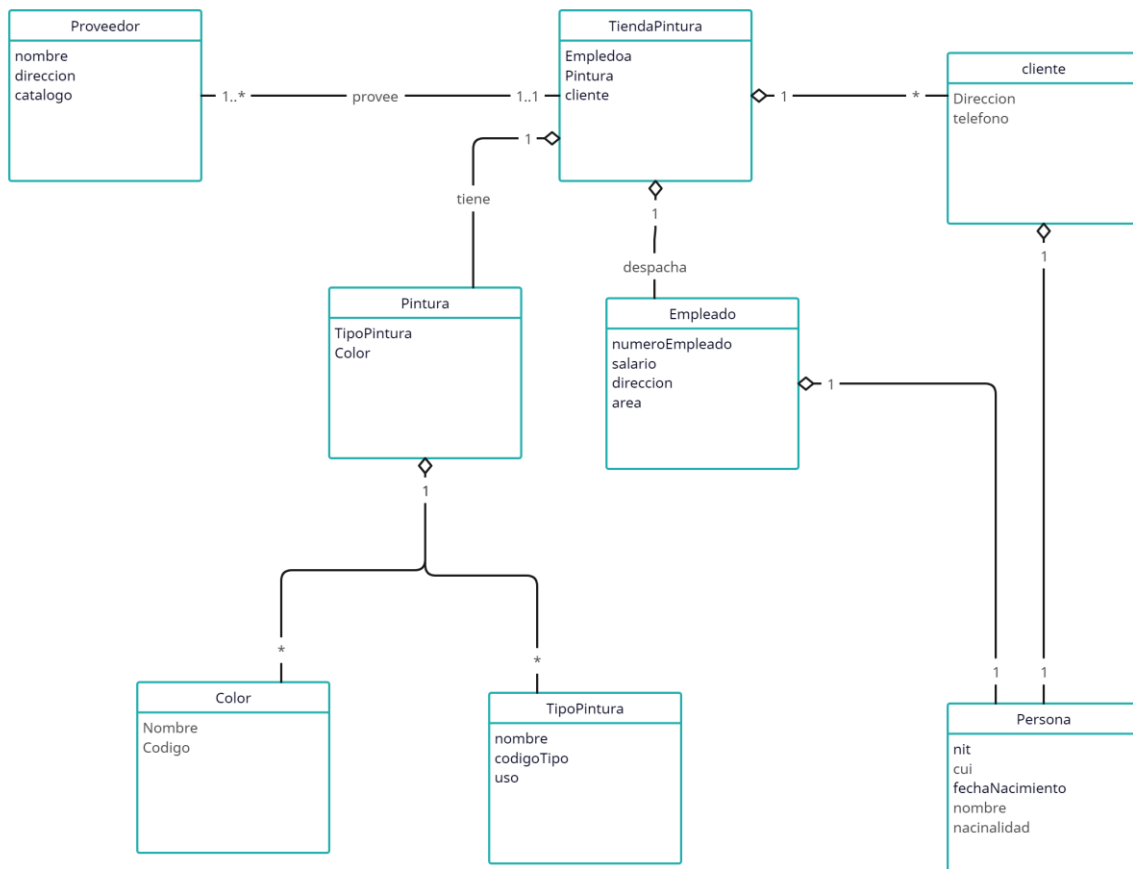 Proveedor
nombre
direccion
catalogo
1..*
provee
1..1
TiendaPintura
Empledoa
Pintura
cliente
1
*
cliente
Direccion
telefono
1
tiene
1
despacha
1
Pintura
TipoPintura
Color
Empleado
numeroEmpleado
salario
direccion
area
1
1
*
*
1
1
Color
Nombre
Codigo
TipoPintura
nombre
codigoTipo
uso
Persona
nit
cui
fechaNacimiento
nombre
nacinalidad